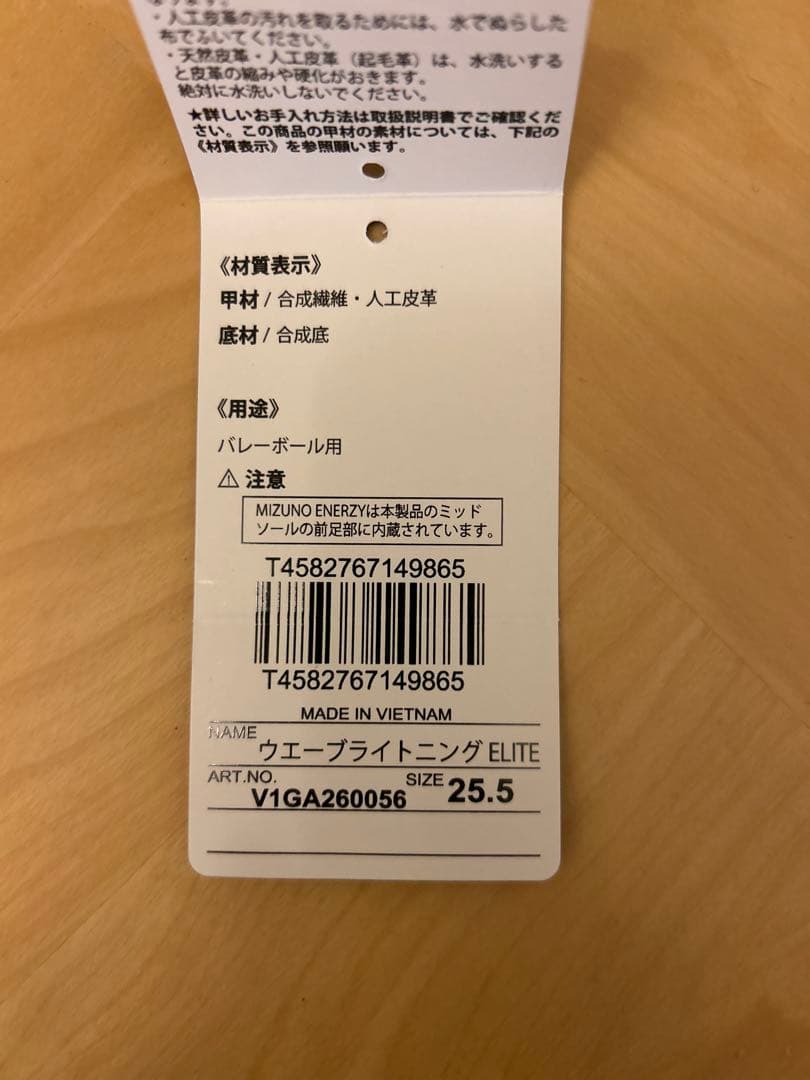 ・人工皮革の汚れを取るためには、水でぬらした
布でふいてください。
・天然皮革・人工皮革（起毛革）は、水洗いする
と皮革の縮みや硬化がおきます。
絶対に水洗いしないでください。
★詳しいお手入れ方法は取扱説明書でご確認くだ
さい。この商品の甲材の素材については、下記の
《材質表示》を参照願います。
《材質表示》
甲材 / 合成繊維・人工皮革
底材 / 合成底
《用途》
バレーボール用
⚠ 注意
MIZUNO ENERZYは本製品のミッド
ソールの前足部に内蔵されています。
T4582767149865
T4582767149865
MADE IN VIETNAM
NAME ウエーブライトニング ELITE
ART.NO. V1GA260056 SIZE 25.5